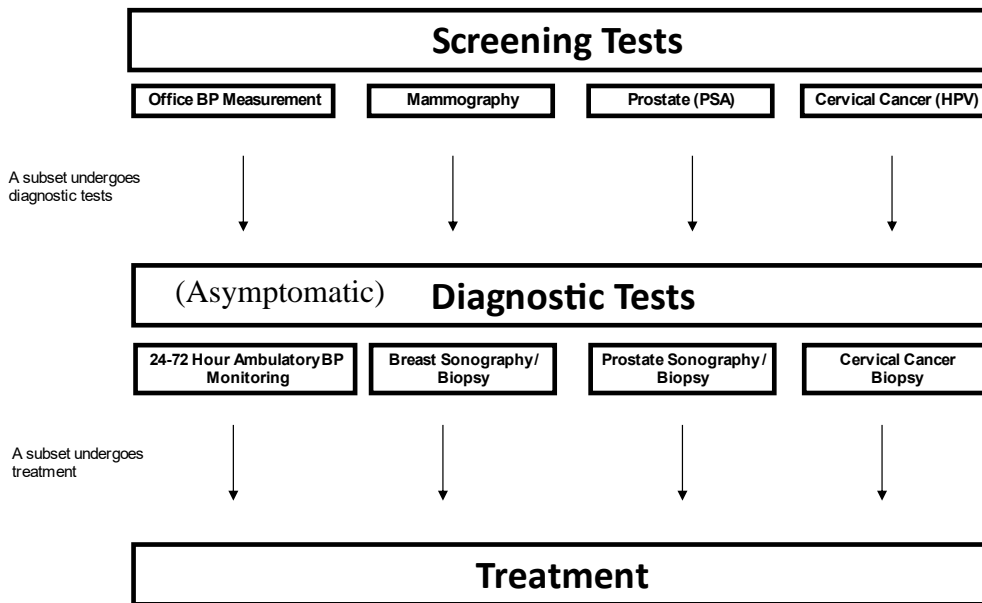 Screening Tests
Office BP Measurement
Mammography
Prostate (PSA)
Cervical Cancer (HPV)
A subset undergoes
diagnostic tests
(Asymptomatic) Diagnostic Tests
24-72 Hour Ambulatory BP
Monitoring
Breast Sonography/
Biopsy
Prostate Sonography/
Biopsy
Cervical Cancer
Biopsy
A subset undergoes
treatment
Treatment